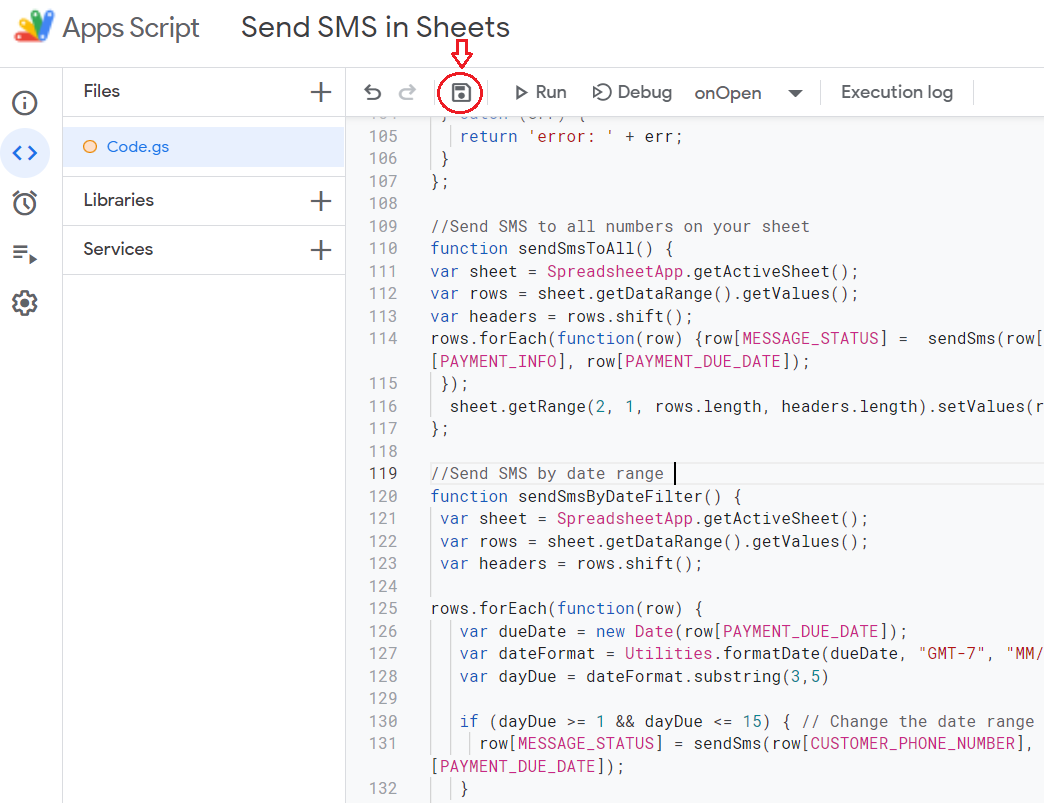 Apps Script Send SMS in Sheets
Files
Run Debug onOpen Execution log
Code.gs
Libraries
Services
105 return 'error: ' + err;
106 }
107 };
108
109 //Send SMS to all numbers on your sheet
110 function sendSmsToAll() {
111 var sheet = SpreadsheetApp.getActiveSheet();
112 var rows = sheet.getDataRange().getValues();
113 var headers = rows.shift();
114 rows.forEach(function(row) {row[MESSAGE_STATUS] =  sendSms(row[
[PAYMENT_INFO], row[PAYMENT_DUE_DATE]);
115 });
116 sheet.getRange(2, 1, rows.length, headers.length).setValues(r
117 };
118
119 //Send SMS by date range
120 function sendSmsByDateFilter() {
121 var sheet = SpreadsheetApp.getActiveSheet();
122 var rows = sheet.getDataRange().getValues();
123 var headers = rows.shift();
124
125 rows.forEach(function(row) {
126 var dueDate = new Date(row[PAYMENT_DUE_DATE]);
127 var dateFormat = Utilities.formatDate(dueDate, "GMT-7", "MM/
128 var dayDue = dateFormat.substring(3,5)
129
130 if (dayDue >= 1 && dayDue <= 15) { // Change the date range
131 row[MESSAGE_STATUS] = sendSms(row[CUSTOMER_PHONE_NUMBER],
[PAYMENT_DUE_DATE]);
132 }